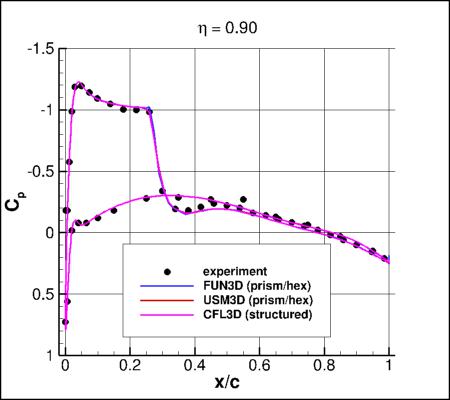 η = 0.90
-1.5
-1
-0.5
0
0.5
1
Cp
experiment
FUN3D (prism/hex)
USM3D (prism/hex)
CFL3D (structured)
0 0.2 0.4 0.6 0.8 1
x/c